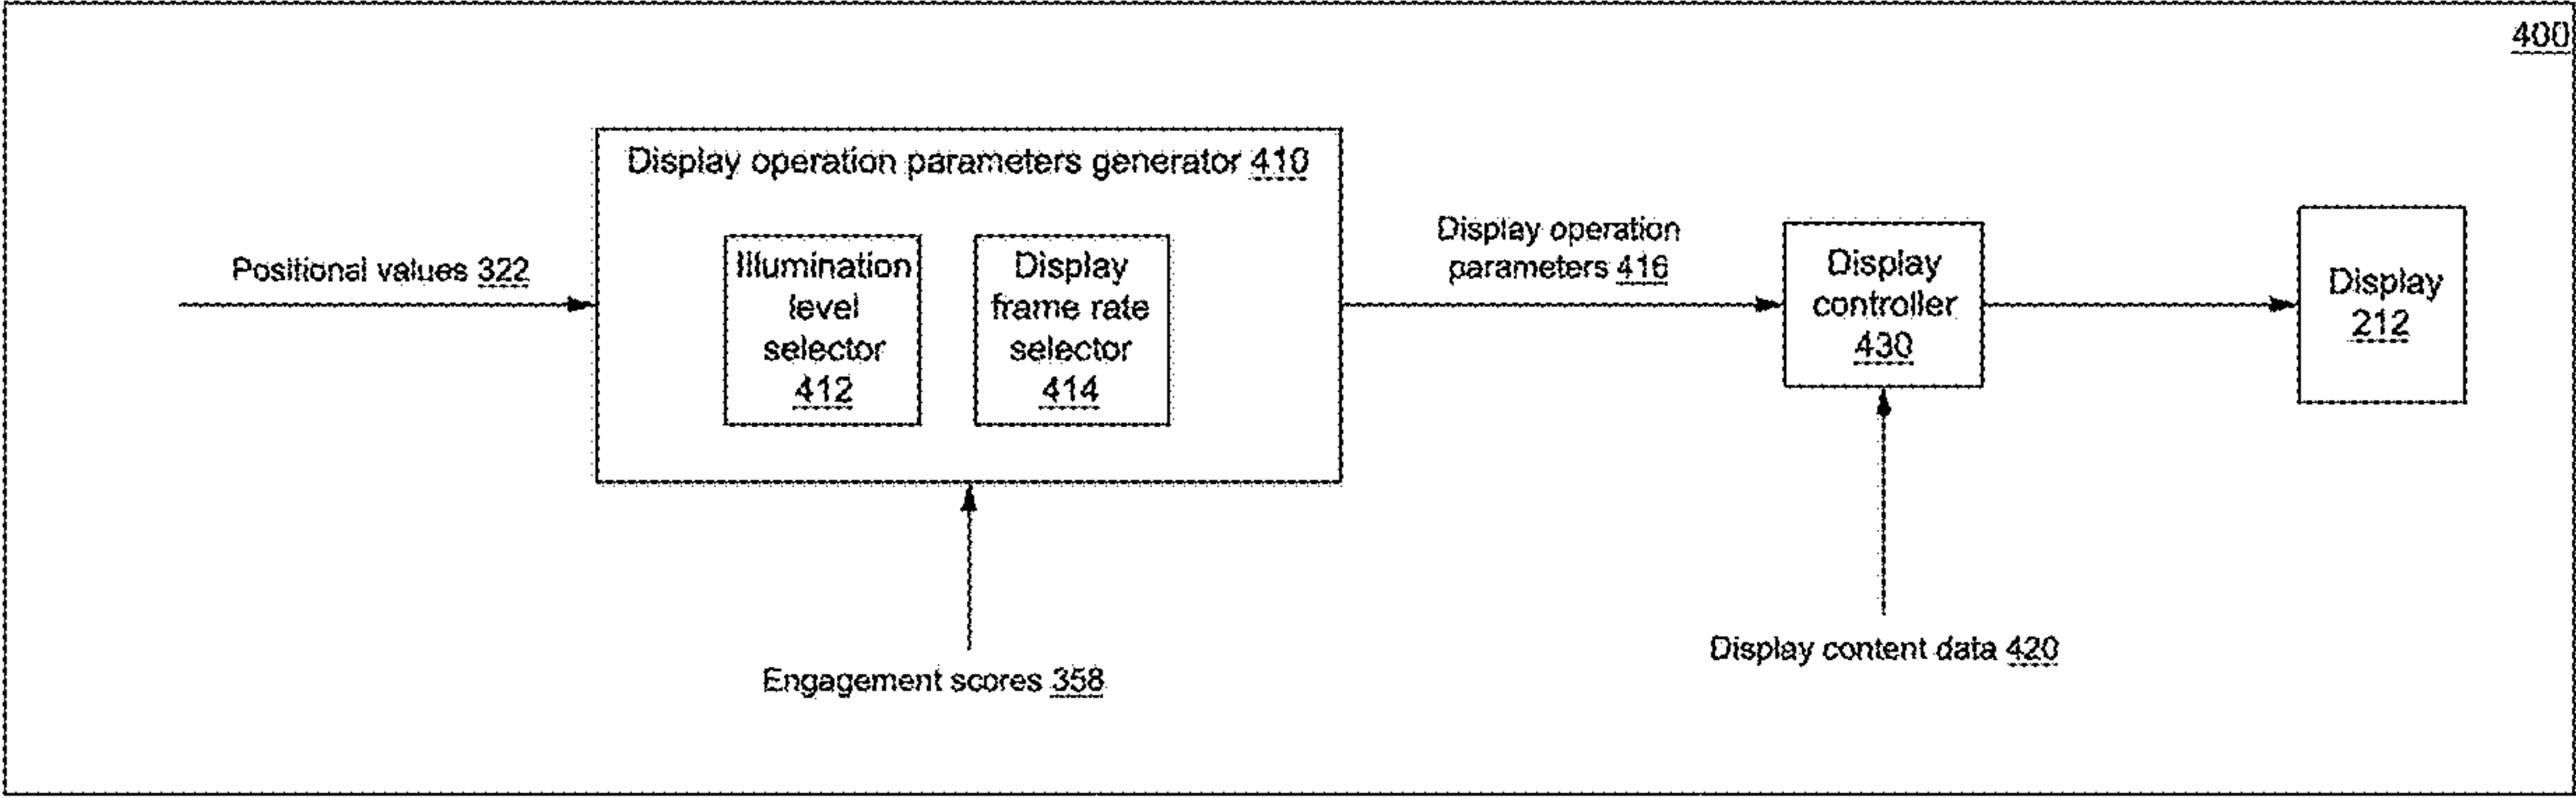 400
Display operation parameters generator 410
Positional values 322
Illumination
level
selector
412
Display
frame rate
selector
414
Display operation
parameters 416
Display
controller
430
Display
212
Engagement scores 358
Display content data 420